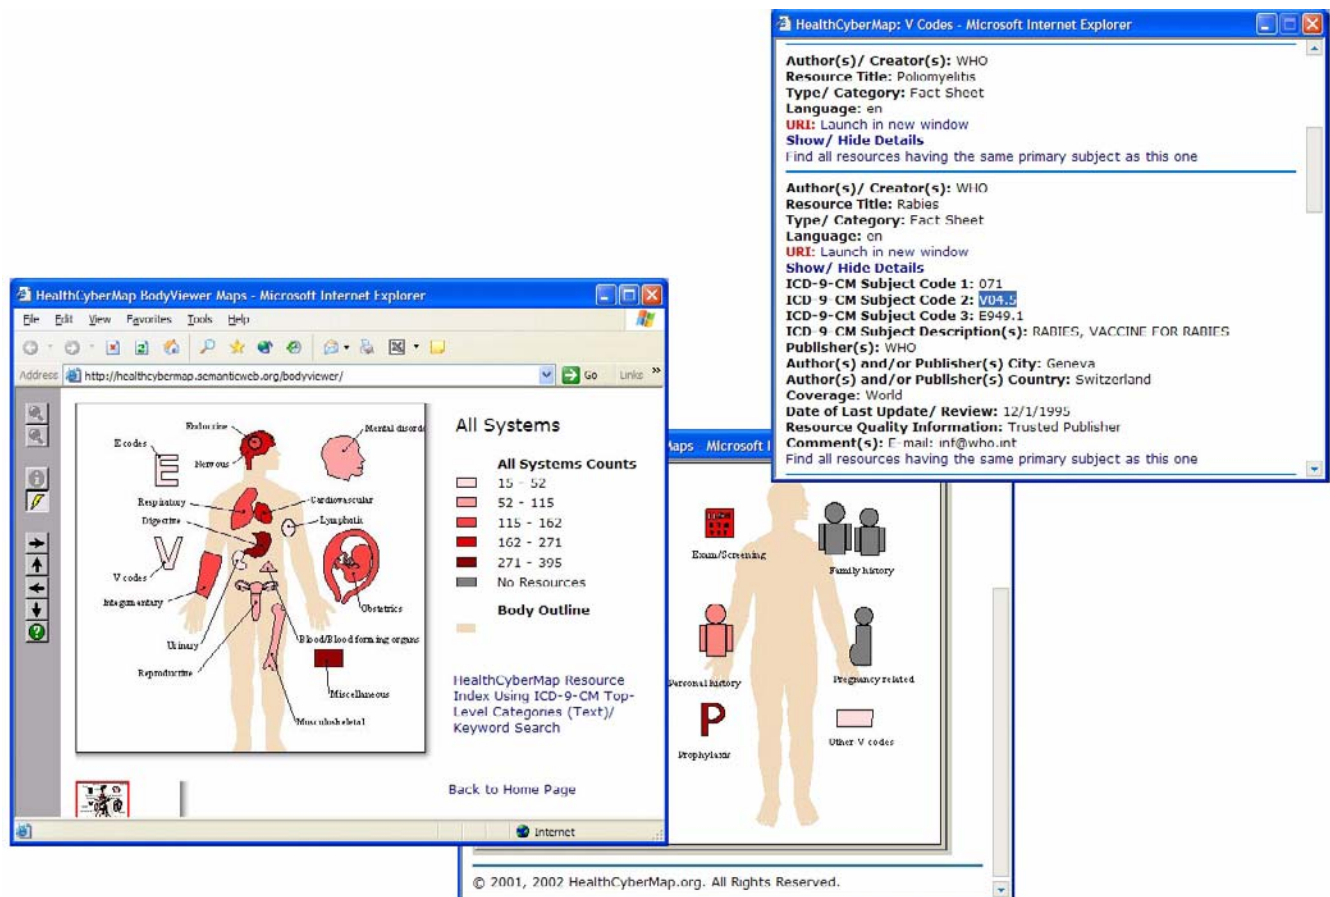 HealthCyberMap: V Codes - Microsoft Internet Explorer
Author(s)/ Creator(s): WHO
Resource Title: Poliomyelitis
Type/ Category: Fact Sheet
Language: en
URI: Launch in new window
Show/ Hide Details
Find all resources having the same primary subject as this one
Author(s)/ Creator(s): WHO
Resource Title: Rabies
Type/ Category: Fact Sheet
Language: en
URI: Launch in new window
Show/ Hide Details
ICD-9-CM Subject Code 1: 071
ICD-9-CM Subject Code 2: V04.5
ICD-9-CM Subject Code 3: E949.1
ICD-9-CM Subject Description(s): RABIES, VACCINE FOR RABIES
Publisher(s): WHO
Author(s) and/or Publisher(s) City: Geneva
Author(s) and/or Publisher(s) Country: Switzerland
Coverage: World
Date of Last Update/ Review: 12/1/1995
Resource Quality Information: Trusted Publisher
Comment(s): E-mail: inf@who.int
Find all resources having the same primary subject as this one
HealthCyberMap BodyViewer Maps - Microsoft Internet Explorer
File Edit View Favorites Tools Help
Address http://healthcybermap.semanticweb.org/bodyviewer/ Go Links »
Endocrine
Mental disord
E codes
E
Nervous
Respiratory
Cardiovascular
Digestive
Lymphatic
V
V codes
Integumentary
Obstetrics
Urinary
Blood/Blood forming organs
Reproductive
Miscellaneous
Musculoskeletal
All Systems
All Systems Counts
15 - 52
52 - 115
115 - 162
162 - 271
271 - 395
No Resources
Body Outline
HealthCyberMap Resource
Index Using ICD-9-CM Top-
Level Categories (Text)/
Keyword Search
Back to Home Page
Internet
Maps - Microsoft I
Exam/Screening
Family history
Personal history
Pregnancy related
P
Prophylaxis
Other V codes
© 2001, 2002 HealthCyberMap.org. All Rights Reserved.